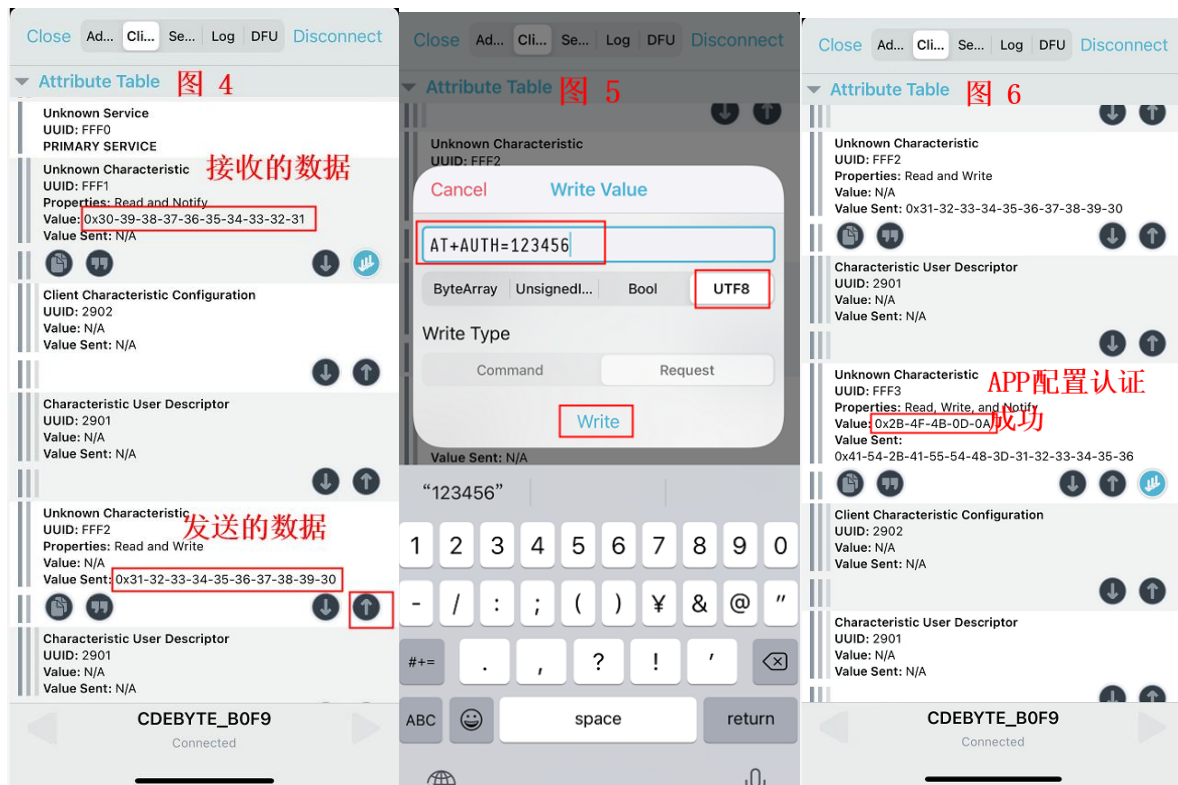 Close Ad... Cli... Se... Log DFU Disconnect
Attribute Table 图 4
Unknown Service
UUID: FFF0
PRIMARY SERVICE
Unknown Characteristic 接收的数据
UUID: FFF1
Properties: Read and Notify
Value: 0x30-39-38-37-36-35-34-33-32-31
Value Sent: N/A
Client Characteristic Configuration
UUID: 2902
Value: N/A
Value Sent: N/A
Characteristic User Descriptor
UUID: 2901
Value: N/A
Value Sent: N/A
Unknown Characteristic
发送的数据
UUID: FFF2
Properties: Read and Write
Value: N/A
Value Sent: 0x31-32-33-34-35-36-37-38-39-30
Characteristic User Descriptor
UUID: 2901
Value: N/A
Value Sent: N/A
CDEBYTE_B0F9
Connected
Close Ad... Cli... Se... Log DFU Disconnect
Attribute Table 图 5
Unknown Characteristic
UUID: FFF2
Cancel Write Value
AT+AUTH=123456
ByteArray UnsignedI... Bool UTF8
Write Type
Command Request
Write
Value Sent: N/A
“123456”
1 2 3 4 5 6 7 8 9 0
- / : ; ( ) ¥ & @ "
#+= . , ? ! '
ABC space return
Close Ad... Cli... Se... Log DFU Disconnect
Attribute Table 图 6
Unknown Characteristic
UUID: FFF2
Properties: Read and Write
Value: N/A
Value Sent: 0x31-32-33-34-35-36-37-38-39-30
Characteristic User Descriptor
UUID: 2901
Value: N/A
Value Sent: N/A
Unknown Characteristic
APP配置认证
成功
UUID: FFF3
Properties: Read, Write, and Notify
Value: 0x2B-4F-4B-0D-0A
Value Sent:
0x41-54-2B-41-55-54-48-3D-31-32-33-34-35-36
Client Characteristic Configuration
UUID: 2902
Value: N/A
Value Sent: N/A
Characteristic User Descriptor
UUID: 2901
Value: N/A
Value Sent: N/A
CDEBYTE_B0F9
Connected